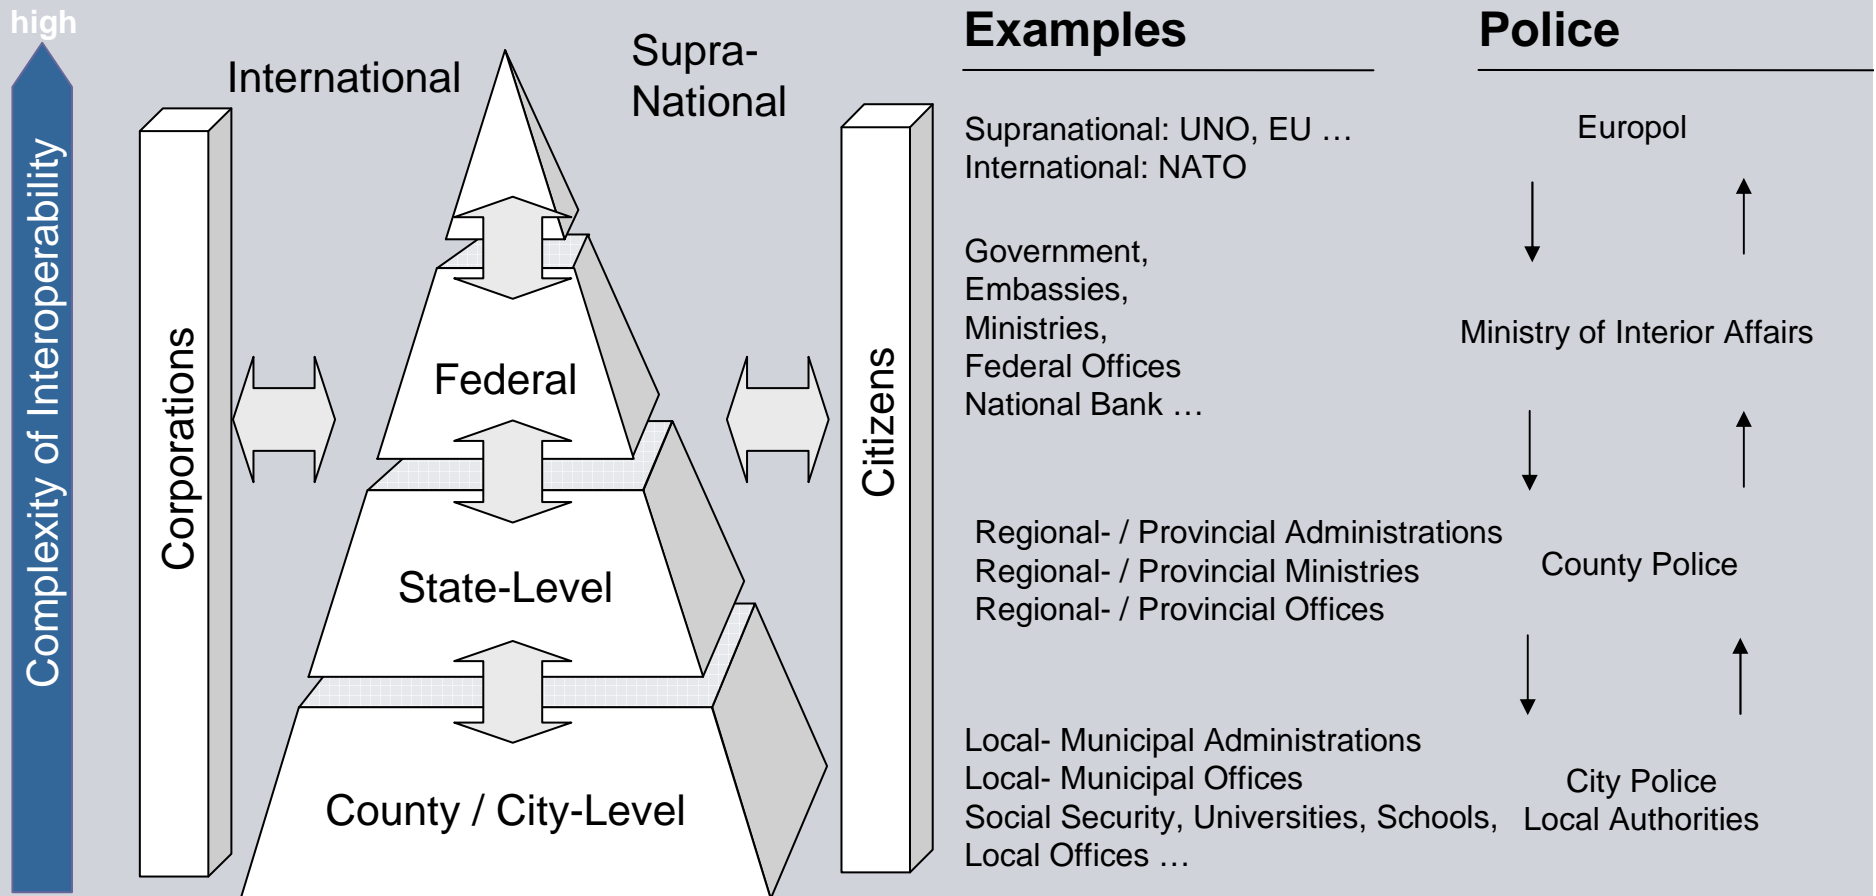 high
Complexity of Interoperability
International
Supra-
National
Corporations
Citizens
Federal
State-Level
County / City-Level
Examples
Supranational: UNO, EU …
International: NATO
Government,
Embassies,
Ministries,
Federal Offices
National Bank …
Regional- / Provincial Administrations
Regional- / Provincial Ministries
Regional- / Provincial Offices
Local- Municipal Administrations
Local- Municipal Offices
Social Security, Universities, Schools,
Local Offices …
Police
Europol
Ministry of Interior Affairs
County Police
City Police
Local Authorities